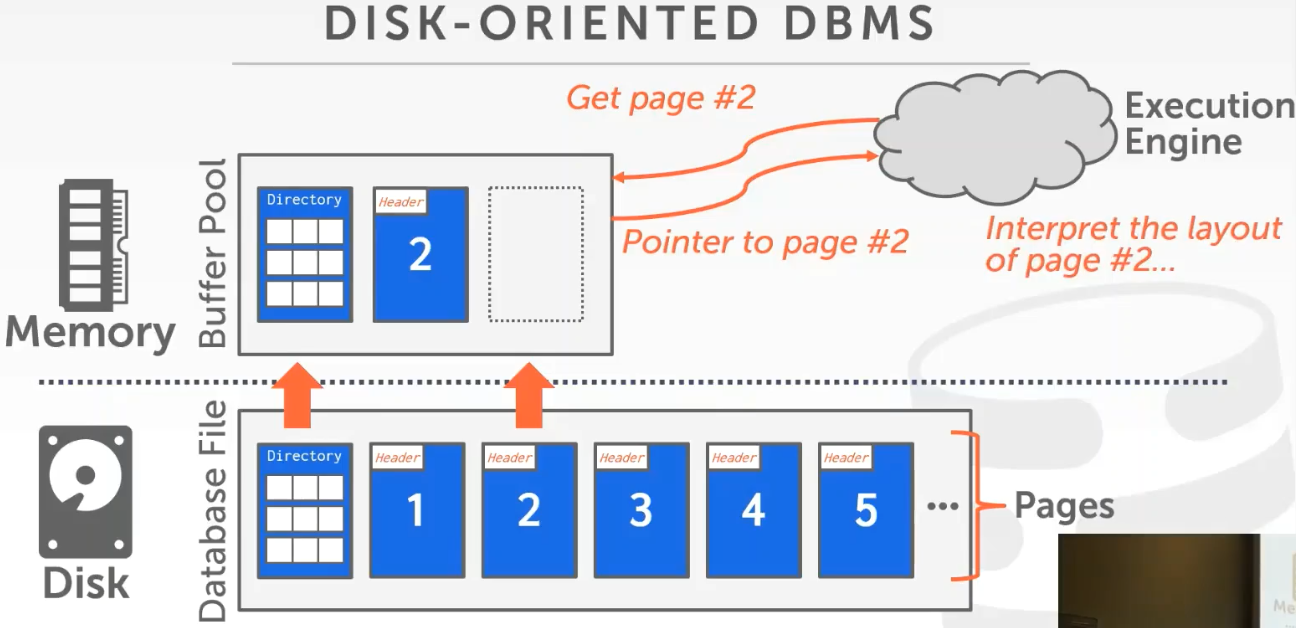 DISK-ORIENTED DBMS
Get page #2
Execution
Engine
Buffer Pool
Directory
Header
2
Pointer to page #2
Interpret the layout
of page #2...
Memory
Database File
Directory
Header
1
Header
2
Header
3
Header
4
Header
5
...
Pages
Disk